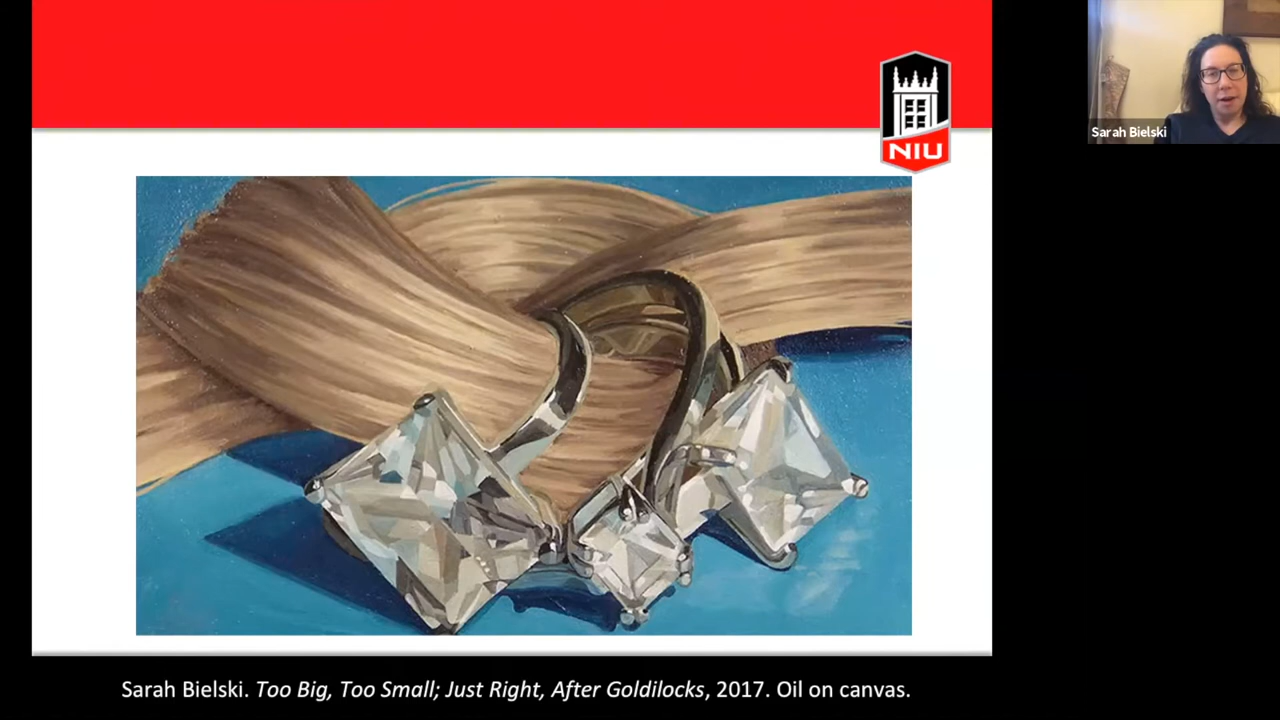 NIU
Sarah Bielski
Sarah Bielski. Too Big, Too Small; Just Right, After Goldilocks, 2017. Oil on canvas.